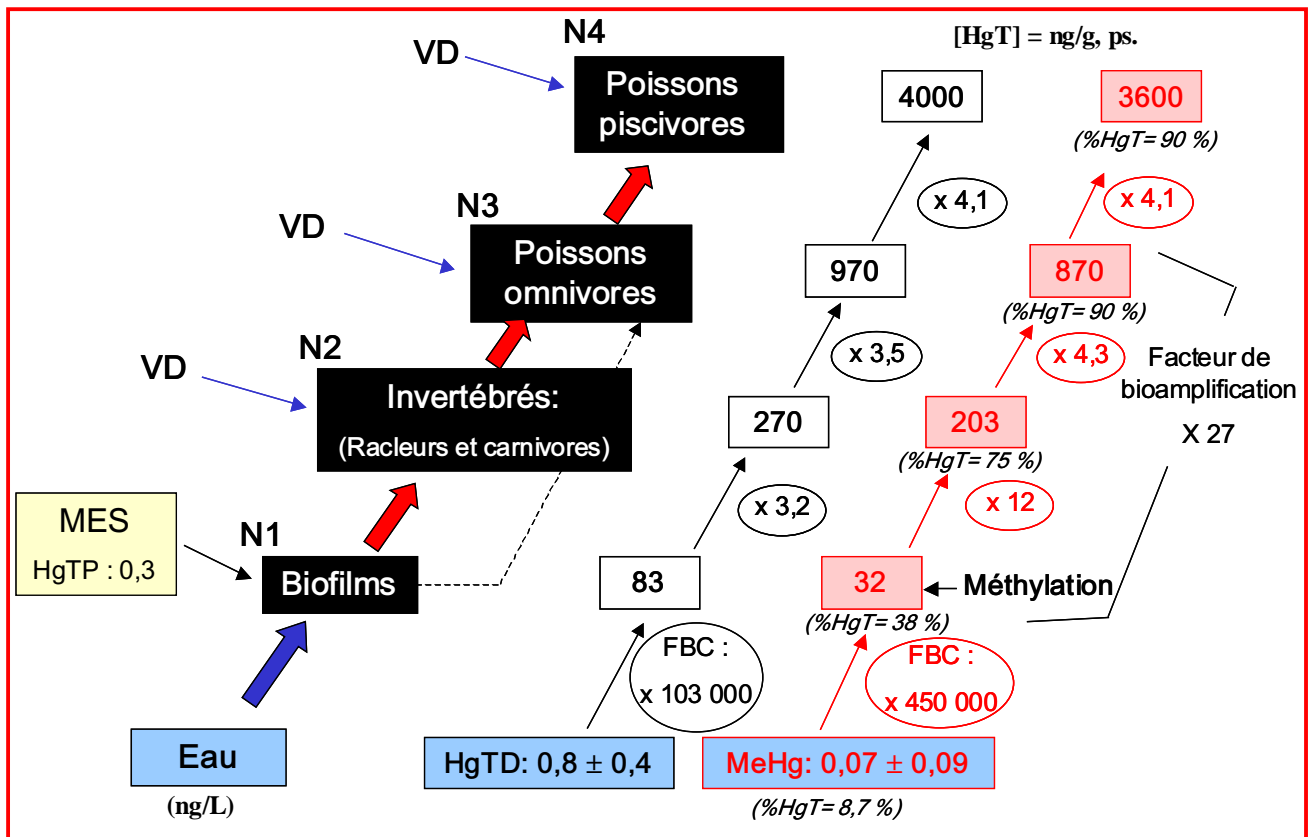 N4
[HgT] = ng/g, ps.
VD
Poissons
piscivores
4000
3600
(%HgT= 90 %)
x 4,1
x 4,1
N3
VD
Poissons
omnivores
970
870
(%HgT= 90 %)
x 3,5
x 4,3
N2
Facteur de
bioamplification
X 27
VD
Invertébrés:
(Racleurs et carnivores)
270
203
(%HgT= 75 %)
x 3,2
x 12
MES
HgTP : 0,3
N1
Biofilms
83
32
Méthylation
(%HgT= 38 %)
FBC :
x 103 000
FBC :
x 450 000
Eau
(ng/L)
HgTD: 0,8 ± 0,4
MeHg: 0,07 ± 0,09
(%HgT= 8,7 %)